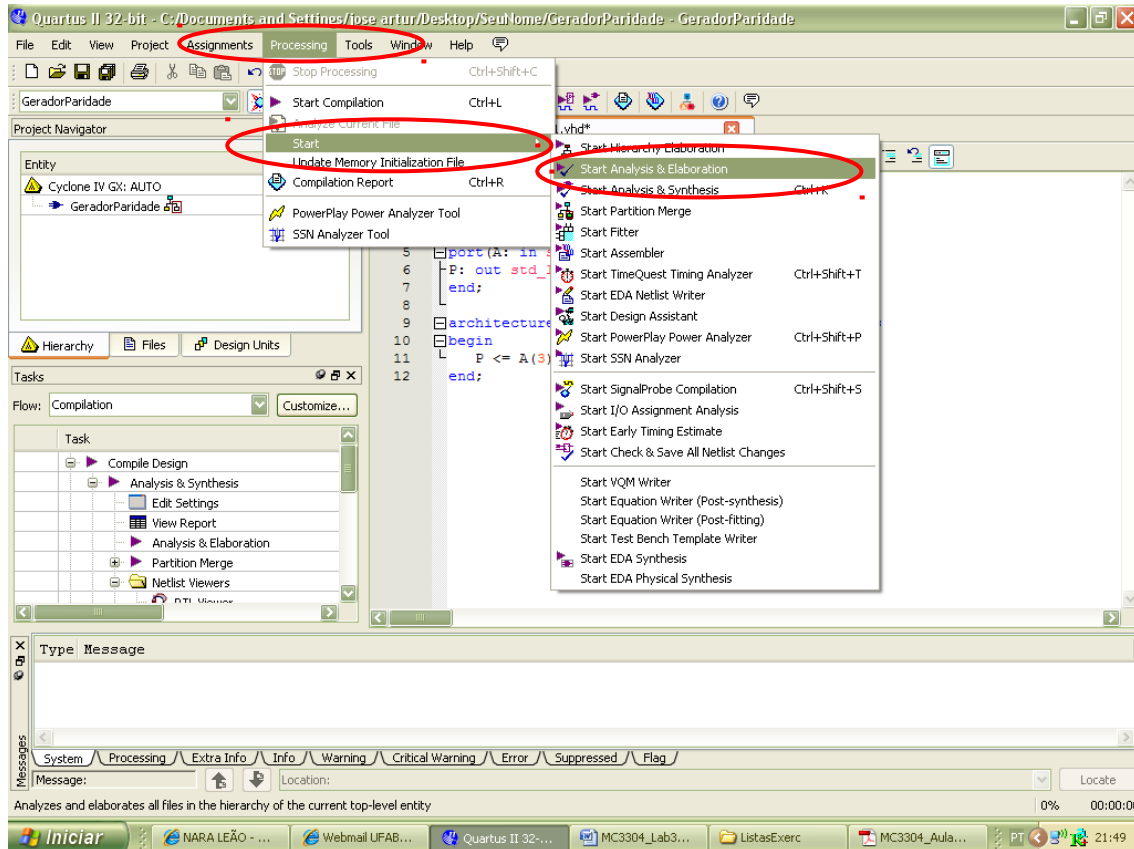 Quartus II 32-bit - C:/Documents and Settings/jose artur/Desktop/SeuNome/GeradorParidade - GeradorParidade
File Edit View Project Assignments Processing Tools Window Help
Stop Processing Ctrl+Shift+C
GeradorParidade
Start Compilation Ctrl+L
Analyze Current File
Project Navigator
.vhd*
Start
Start Hierarchy Elaboration
Entity
Update Memory Initialization File
Start Analysis & Elaboration
Cyclone IV GX: AUTO
Compilation Report Ctrl+R
Start Analysis & Synthesis Ctrl+K
GeradorParidade
PowerPlay Power Analyzer Tool
Start Partition Merge
SSN Analyzer Tool
Start Fitter
5 port(A: in
Start Assembler
6 P: out std_
Start TimeQuest Timing Analyzer Ctrl+Shift+T
7 end;
Start EDA Netlist Writer
8
Start Design Assistant
9 architecture
Start PowerPlay Power Analyzer Ctrl+Shift+P
Hierarchy Files Design Units
10 begin
11 P <= A(3)
Start SSN Analyzer
Tasks
12 end;
Start SignalProbe Compilation Ctrl+Shift+S
Flow: Compilation Customize...
Start I/O Assignment Analysis
Start Early Timing Estimate
Task
Start Check & Save All Netlist Changes
Compile Design
Analysis & Synthesis
Start VQM Writer
Edit Settings
Start Equation Writer (Post-synthesis)
View Report
Start Equation Writer (Post-fitting)
Analysis & Elaboration
Start Test Bench Template Writer
Partition Merge
Start EDA Synthesis
Netlist Viewers
Start EDA Physical Synthesis
RTL Viewer
Type Message
Messages
System Processing Extra Info Info Warning Critical Warning Error Suppressed Flag
Message: Location: Locate
Analyzes and elaborates all files in the hierarchy of the current top-level entity 0% 00:00:0
Iniciar NARA LEÃO - ... Webmail UFAB... Quartus II 32-... MC3304_Lab3... ListasExerc MC3304_Aula... PT 21:49